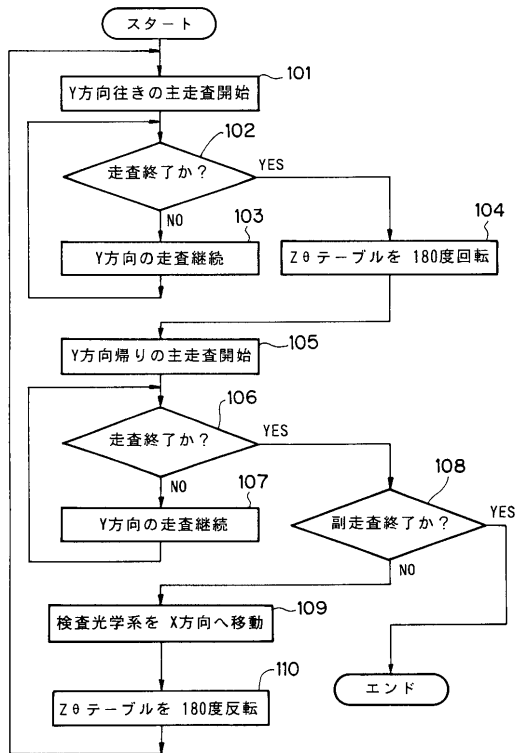 スタート
101
Y方向往きの主走査開始
102
走査終了か?
YES
NO
103
Y方向の走査継続
104
Zθテーブルを 180度回転
105
Y方向帰りの主走査開始
106
走査終了か?
YES
NO
107
Y方向の走査継続
108
副走査終了か?
YES
NO
109
検査光学系を X方向へ移動
110
Zθテーブルを 180度反転
エンド